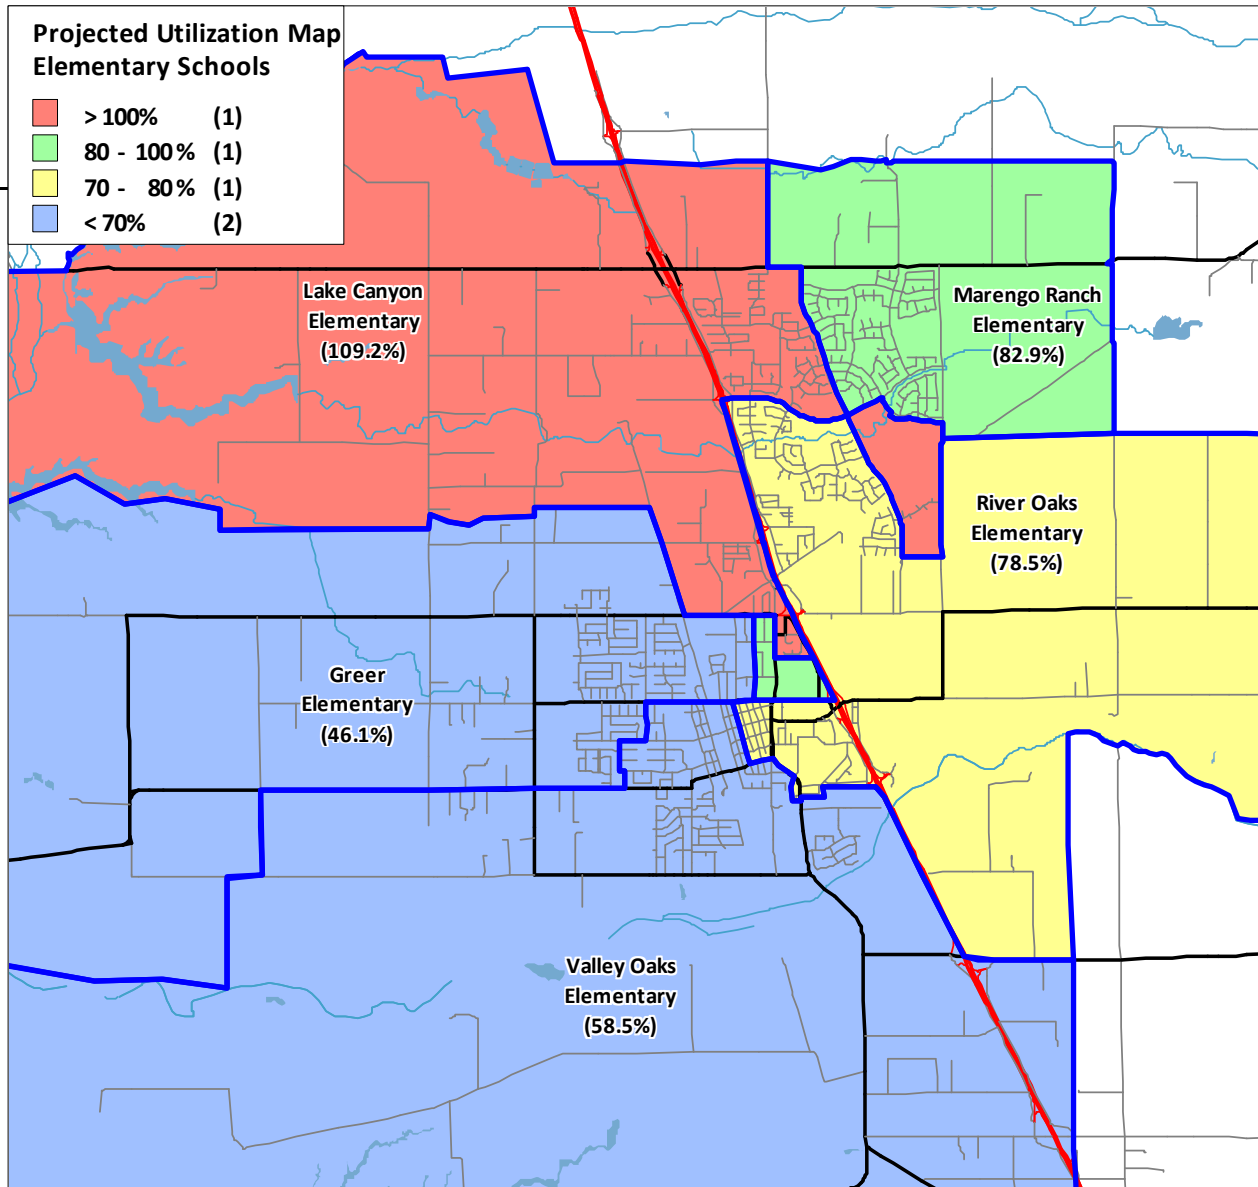 Projected Utilization Map
Elementary Schools
> 100% (1)
80 - 100% (1)
70 - 80% (1)
< 70% (2)
Lake Canyon
Elementary
(109.2%)
Marengo Ranch
Elementary
(82.9%)
River Oaks
Elementary
(78.5%)
Greer
Elementary
(46.1%)
Valley Oaks
Elementary
(58.5%)